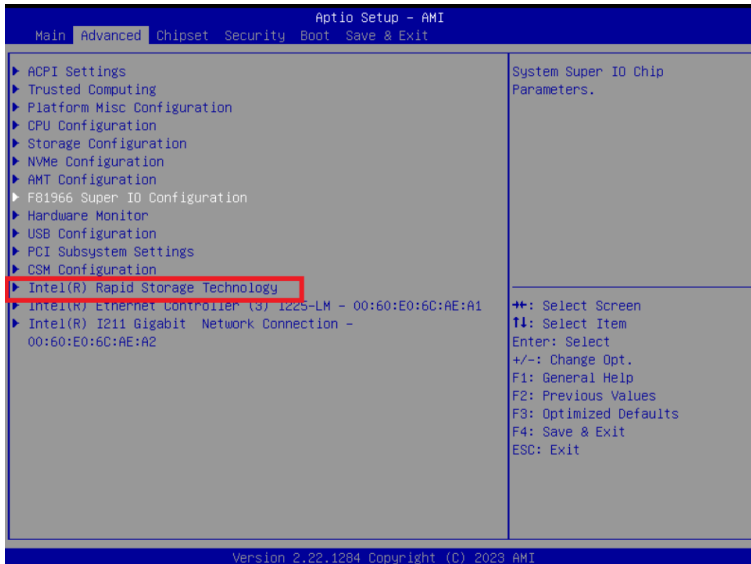 Aptio Setup – AMI
Main Advanced Chipset Security Boot Save & Exit
ACPI Settings
Trusted Computing
Platform Misc Configuration
CPU Configuration
Storage Configuration
NVMe Configuration
AMT Configuration
F81966 Super IO Configuration
Hardware Monitor
USB Configuration
PCI Subsystem Settings
CSM Configuration
Intel(R) Rapid Storage Technology
Intel(R) Ethernet Controller (3) I225-LM – 00:60:E0:6C:AE:A1
Intel(R) I211 Gigabit Network Connection –
00:60:E0:6C:AE:A2
System Super IO Chip
Parameters.
→←: Select Screen
↑↓: Select Item
Enter: Select
+/-: Change Opt.
F1: General Help
F2: Previous Values
F3: Optimized Defaults
F4: Save & Exit
ESC: Exit
Version 2.22.1284 Copyright (C) 2023 AMI